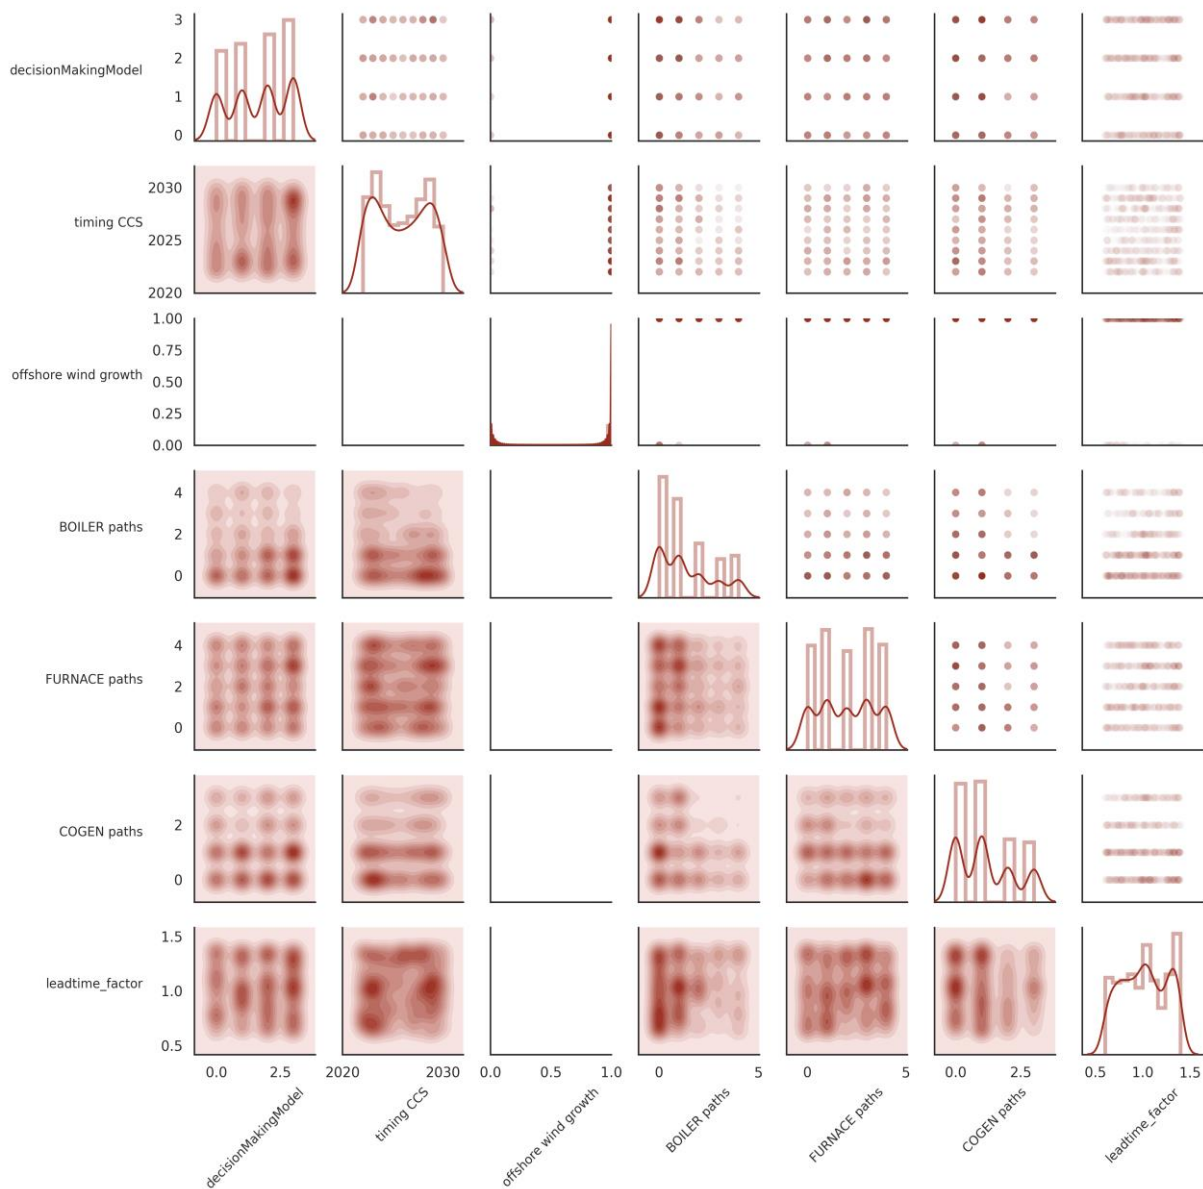 3
2
1
0
decisionMakingModel
2030
2025
2020
timing CCS
1.00
0.75
0.50
0.25
0.00
offshore wind growth
4
2
0
BOILER paths
4
2
0
FURNACE paths
2
0
COGEN paths
1.5
1.0
0.5
leadtime_factor
0.0 2.5 2020 2030 0.0 0.5 1.0 0 5 0 5 0.0 2.5 0.5 1.0 1.5
decisionMakingModel
timing CCS
offshore wind growth
BOILER paths
FURNACE paths
COGEN paths
leadtime_factor